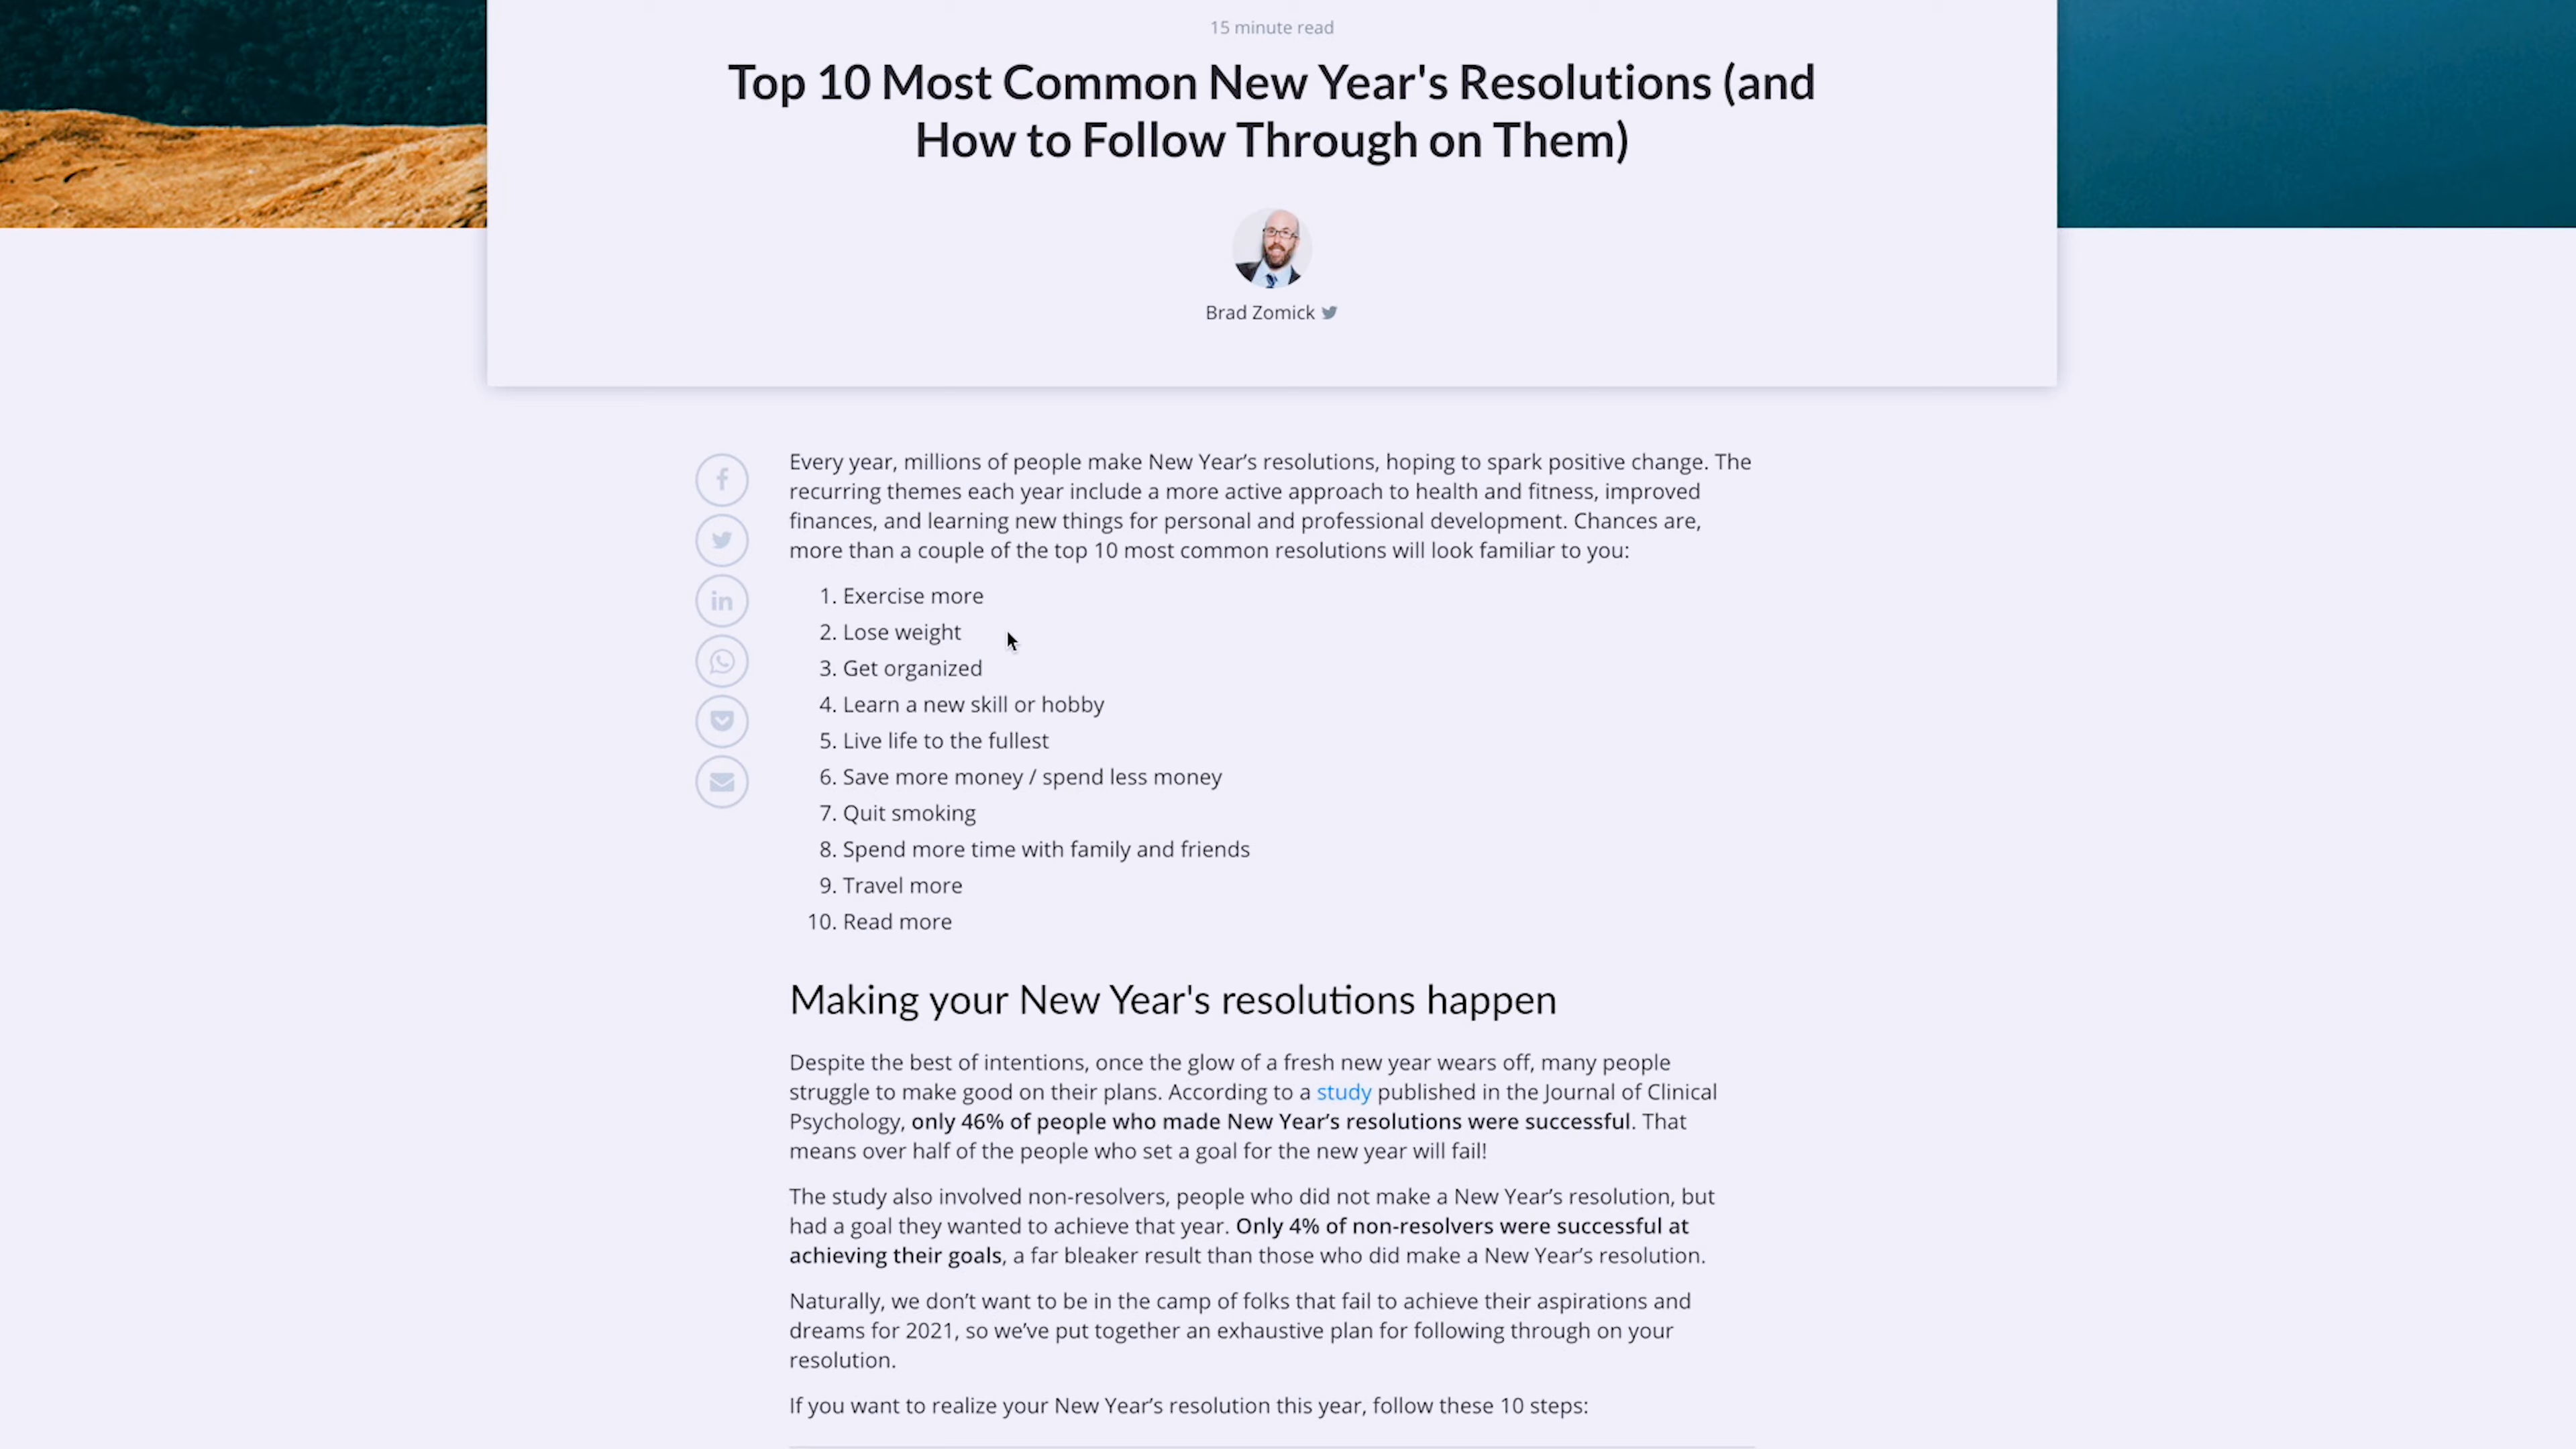 15 minute read
Top 10 Most Common New Year's Resolutions (and
How to Follow Through on Them)
Brad Zomick
Every year, millions of people make New Year’s resolutions, hoping to spark positive change. The
recurring themes each year include a more active approach to health and fitness, improved
finances, and learning new things for personal and professional development. Chances are,
more than a couple of the top 10 most common resolutions will look familiar to you:
1. Exercise more
2. Lose weight
3. Get organized
4. Learn a new skill or hobby
5. Live life to the fullest
6. Save more money / spend less money
7. Quit smoking
8. Spend more time with family and friends
9. Travel more
10. Read more
Making your New Year's resolutions happen
Despite the best of intentions, once the glow of a fresh new year wears off, many people
struggle to make good on their plans. According to a study published in the Journal of Clinical
Psychology, only 46% of people who made New Year’s resolutions were successful. That
means over half of the people who set a goal for the new year will fail!
The study also involved non-resolvers, people who did not make a New Year’s resolution, but
had a goal they wanted to achieve that year. Only 4% of non-resolvers were successful at
achieving their goals, a far bleaker result than those who did make a New Year’s resolution.
Naturally, we don’t want to be in the camp of folks that fail to achieve their aspirations and
dreams for 2021, so we’ve put together an exhaustive plan for following through on your
resolution.
If you want to realize your New Year’s resolution this year, follow these 10 steps: